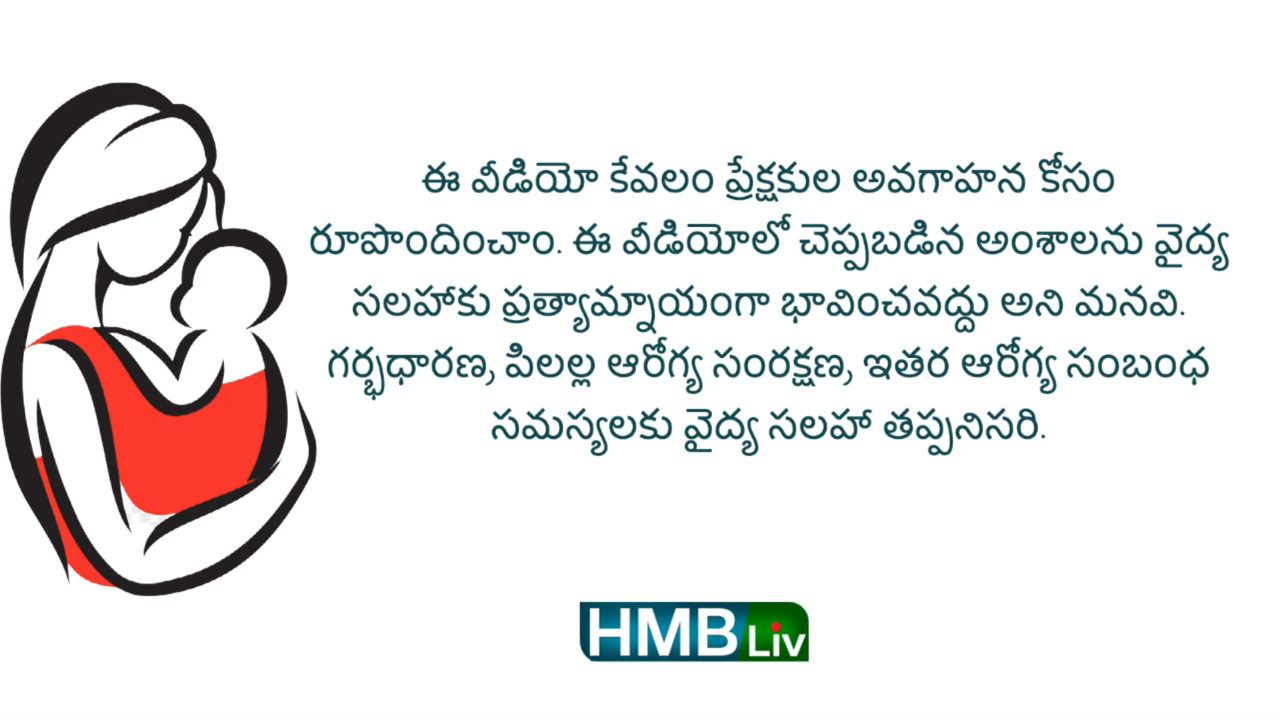 ఈ వీడియో కేవలం ప్రేక్షకుల అవగాహన కోసం
రూపొందించాం. ఈ వీడియోలో చెప్పబడిన అంశాలను వైద్య
సలహాకు ప్రత్యామ్నాయంగా భావించవద్దు అని మనవి.
గర్భధారణ, పిలల్ల ఆరోగ్య సంరక్షణ, ఇతర ఆరోగ్య సంబంధ
సమస్యలకు వైద్య సలహా తప్పనిసరి.
HMB Liv